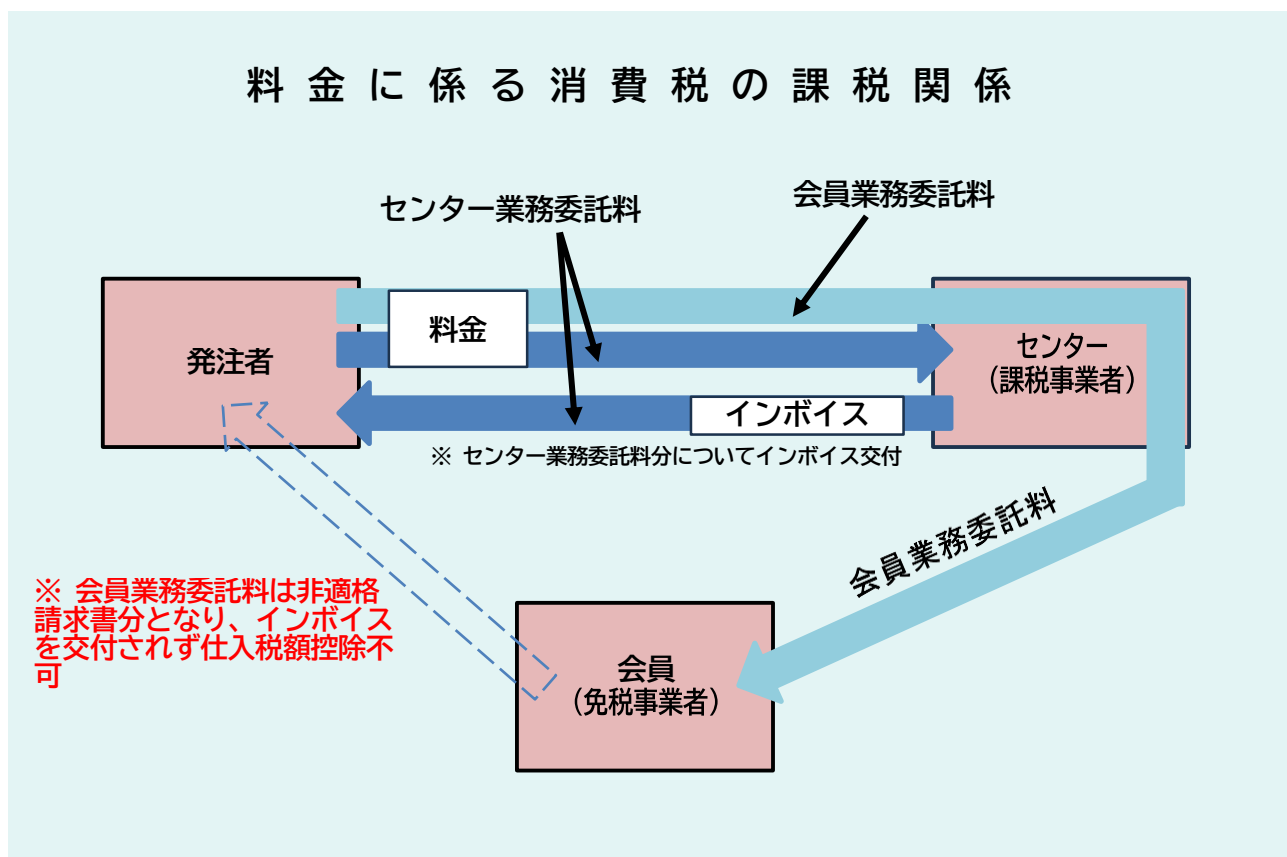 料金に係る消費税の課税関係
センター業務委託料
会員業務委託料
発注者
料金
センター
（課税事業者）
インボイス
※ センター業務委託料分についてインボイス交付
会員業務委託料
※ 会員業務委託料は非適格
請求書分となり、インボイス
を交付されず仕入税額控除不
可
会員
（免税事業者）